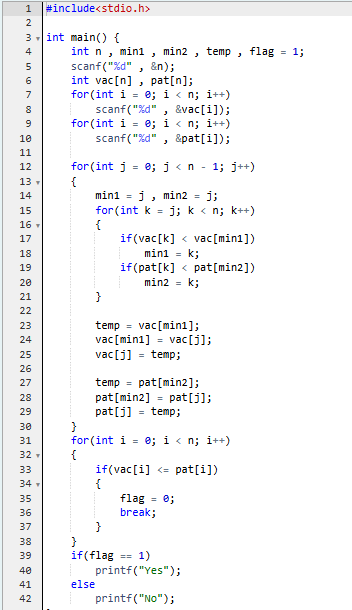 1 #include<stdio.h>
2
3 int main() {
4 int n , min1 , min2 , temp , flag = 1;
5 scanf("%d" , &n);
6 int vac[n] , pat[n];
7 for(int i = 0; i < n; i++)
8 scanf("%d" , &vac[i]);
9 for(int i = 0; i < n; i++)
10 scanf("%d" , &pat[i]);
11
12 for(int j = 0; j < n - 1; j++)
13 {
14 min1 = j , min2 = j;
15 for(int k = j; k < n; k++)
16 {
17 if(vac[k] < vac[min1])
18 min1 = k;
19 if(pat[k] < pat[min2])
20 min2 = k;
21 }
22
23 temp = vac[min1];
24 vac[min1] = vac[j];
25 vac[j] = temp;
26
27 temp = pat[min2];
28 pat[min2] = pat[j];
29 pat[j] = temp;
30 }
31 for(int i = 0; i < n; i++)
32 {
33 if(vac[i] <= pat[i])
34 {
35 flag = 0;
36 break;
37 }
38 }
39 if(flag == 1)
40 printf("Yes");
41 else
42 printf("No");